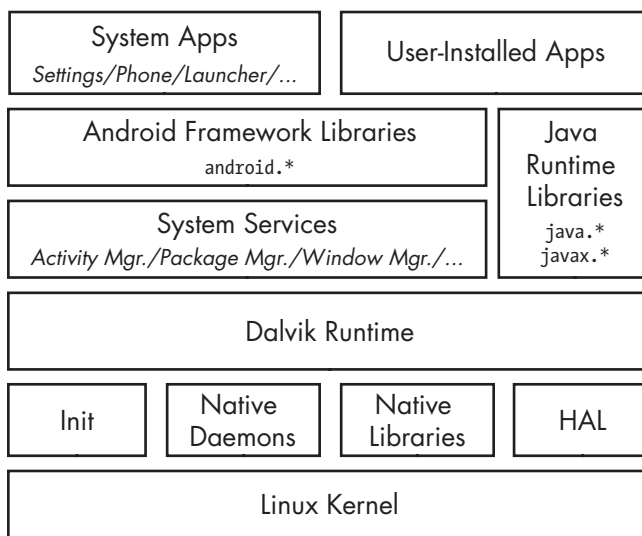 System Apps
Settings/Phone/Launcher/...
User-Installed Apps
Android Framework Libraries
android.*
Java
Runtime
Libraries
java.*
javax.*
System Services
Activity Mgr./Package Mgr./Window Mgr./...
Dalvik Runtime
Init
Native
Daemons
Native
Libraries
HAL
Linux Kernel